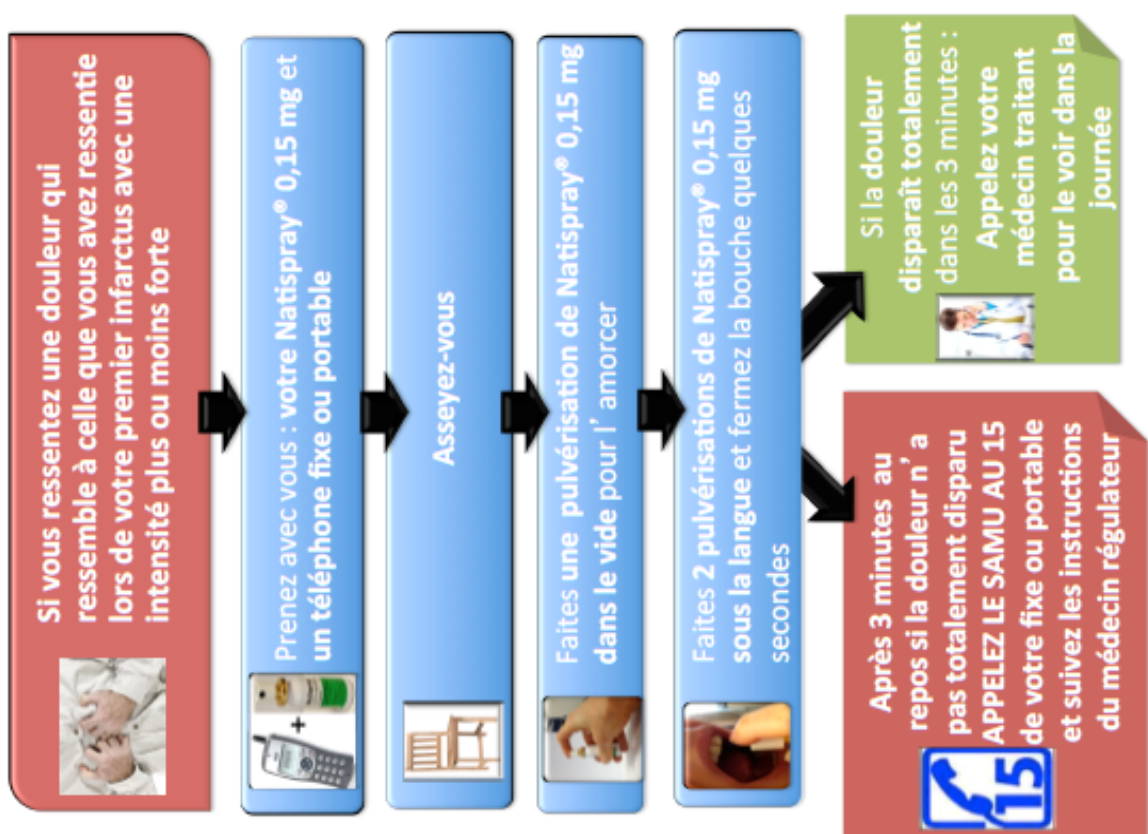 Si vous ressentez une douleur qui
ressemble à celle que vous avez ressentie
lors de votre premier infarctus avec une
intensité plus ou moins forte
Prenez avec vous : votre Natispray® 0,15 mg et
un téléphone fixe ou portable
+
Asseyez-vous
Faites une pulvérisation de Natispray® 0,15 mg
dans le vide pour l' amorcer
Faites 2 pulvérisations de Natispray® 0,15 mg
sous la langue et fermez la bouche quelques
secondes
Après 3 minutes au
repos si la douleur n' a
pas totalement disparu
APPELEZ LE SAMU AU 15
de votre fixe ou portable
et suivez les instructions
du médecin régulateur
15
Si la douleur
disparaît totalement
dans les 3 minutes :
Appelez votre
médecin traitant
pour le voir dans la
journée